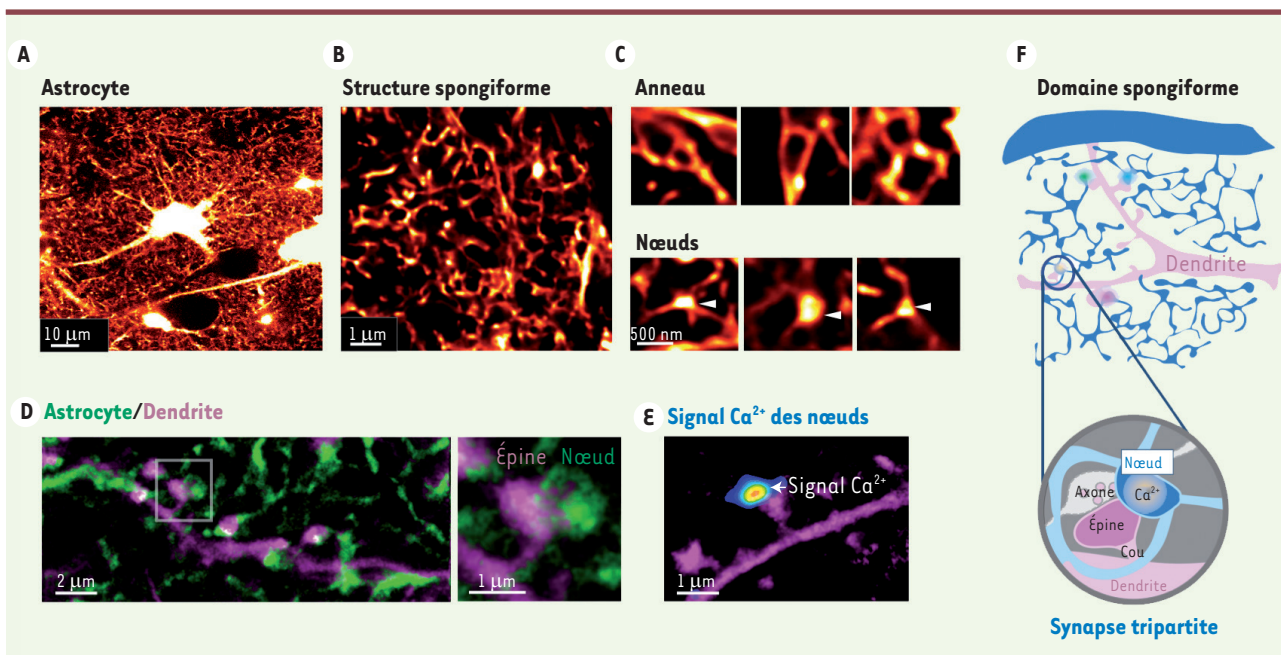 A
Astrocyte
10 μm
B
Structure spongiforme
1 μm
C
Anneau
Nœuds
500 nm
D Astrocyte/Dendrite
2 μm
Épine Nœud
1 μm
E Signal Ca²⁺ des nœuds
Signal Ca²⁺
1 μm
F
Domaine spongiforme
Dendrite
Nœud
Axone
Ca²⁺
Épine
Cou
Dendrite
Synapse tripartite